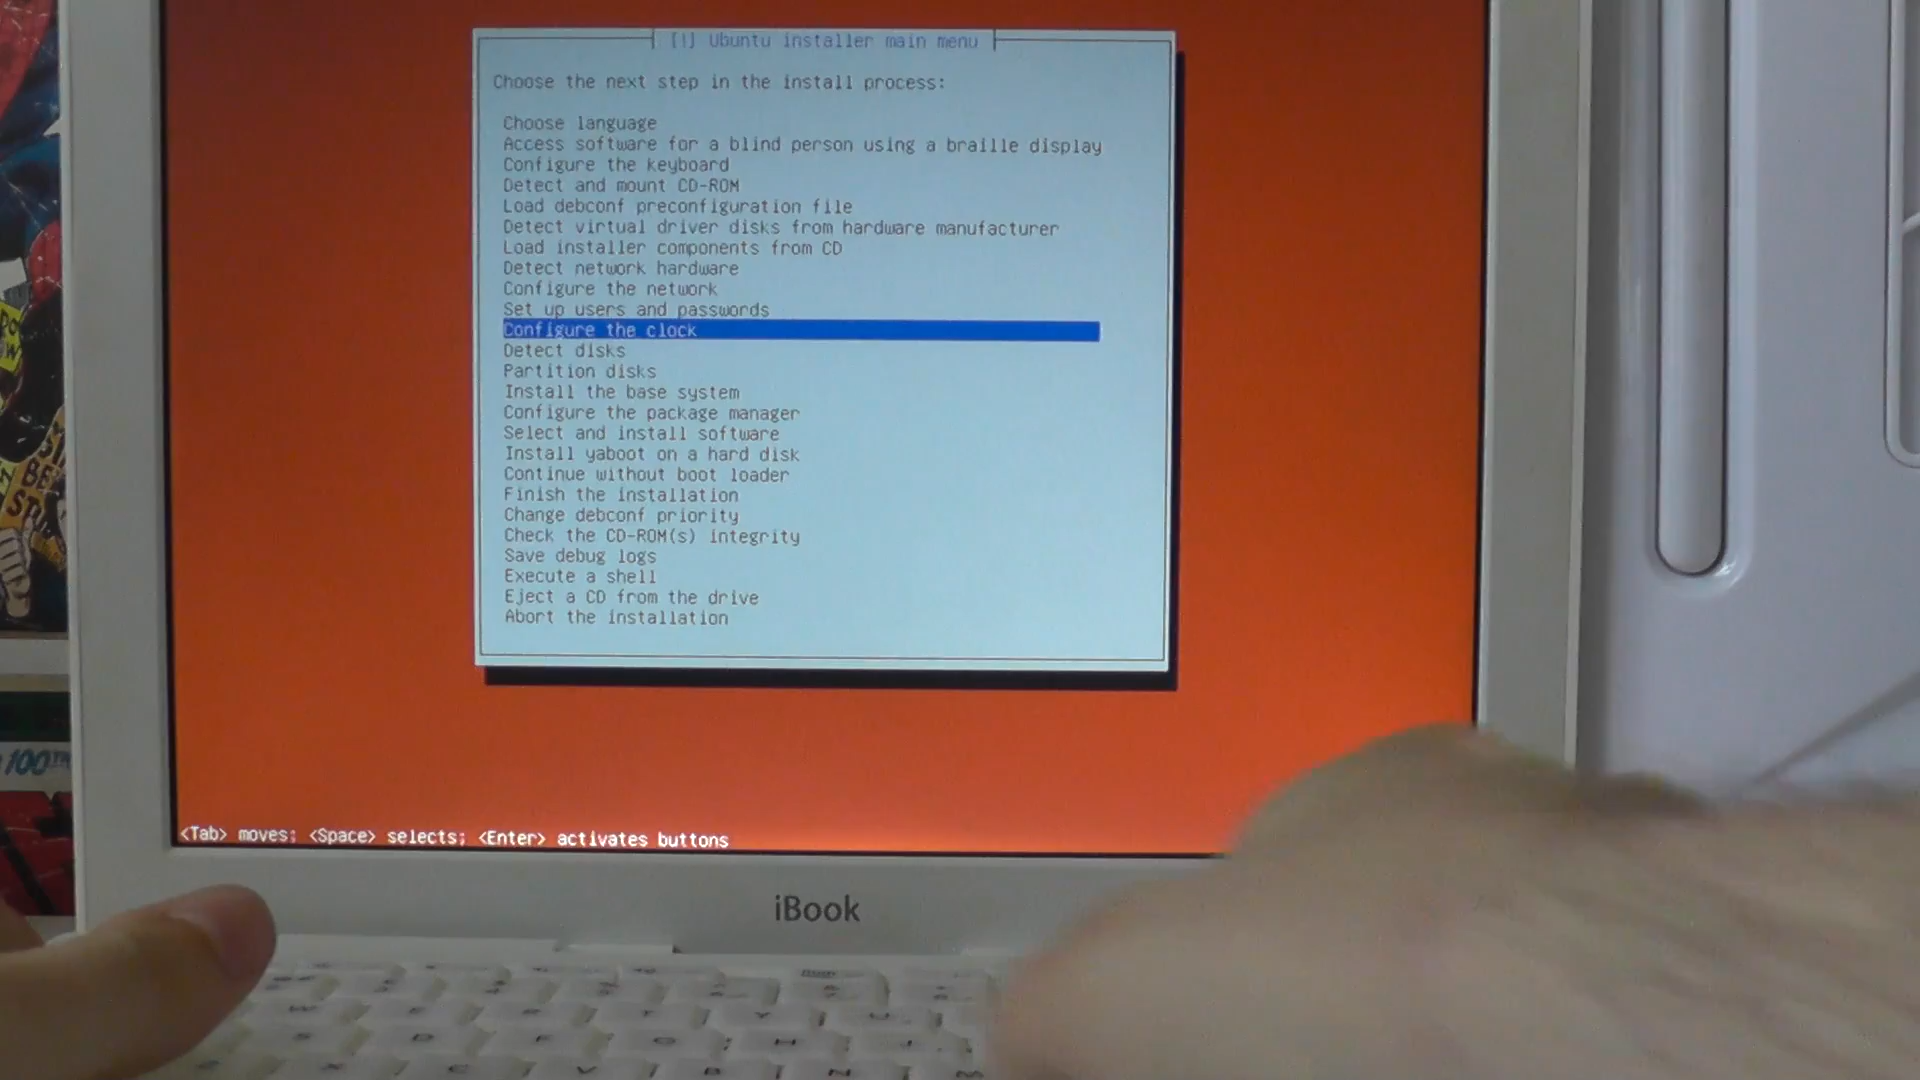 [!] Ubuntu installer main menu
Choose the next step in the install process:
Choose language
Access software for a blind person using a braille display
Configure the keyboard
Detect and mount CD-ROM
Load debconf preconfiguration file
Detect virtual driver disks from hardware manufacturer
Load installer components from CD
Detect network hardware
Configure the network
Set up users and passwords
Configure the clock
Detect disks
Partition disks
Install the base system
Configure the package manager
Select and install software
Install yaboot on a hard disk
Continue without boot loader
Finish the installation
Change debconf priority
Check the CD-ROM(s) integrity
Save debug logs
Execute a shell
Eject a CD from the drive
Abort the installation
<Tab> moves; <Space> selects; <Enter> activates buttons
iBook
100TH